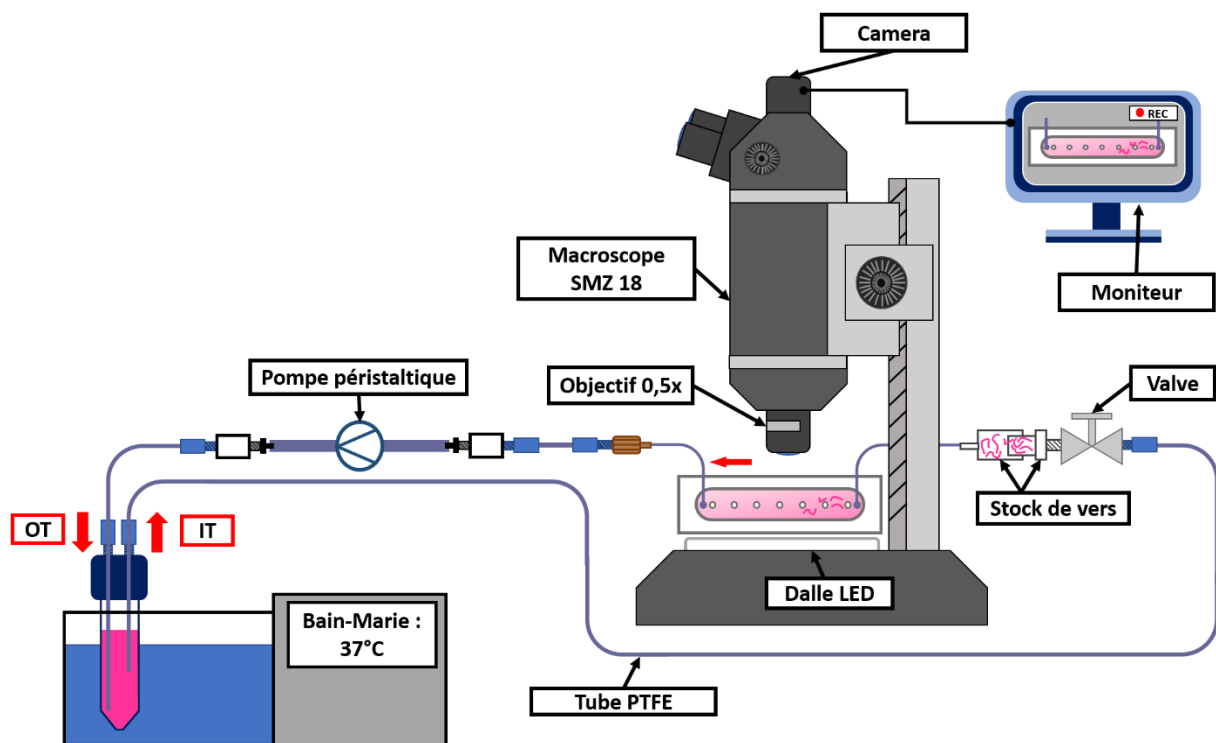 Camera
REC
Macroscope
SMZ 18
Moniteur
Pompe péristaltique
Objectif 0,5x
Valve
Stock de vers
OT
IT
Dalle LED
Bain-Marie :
37°C
Tube PTFE